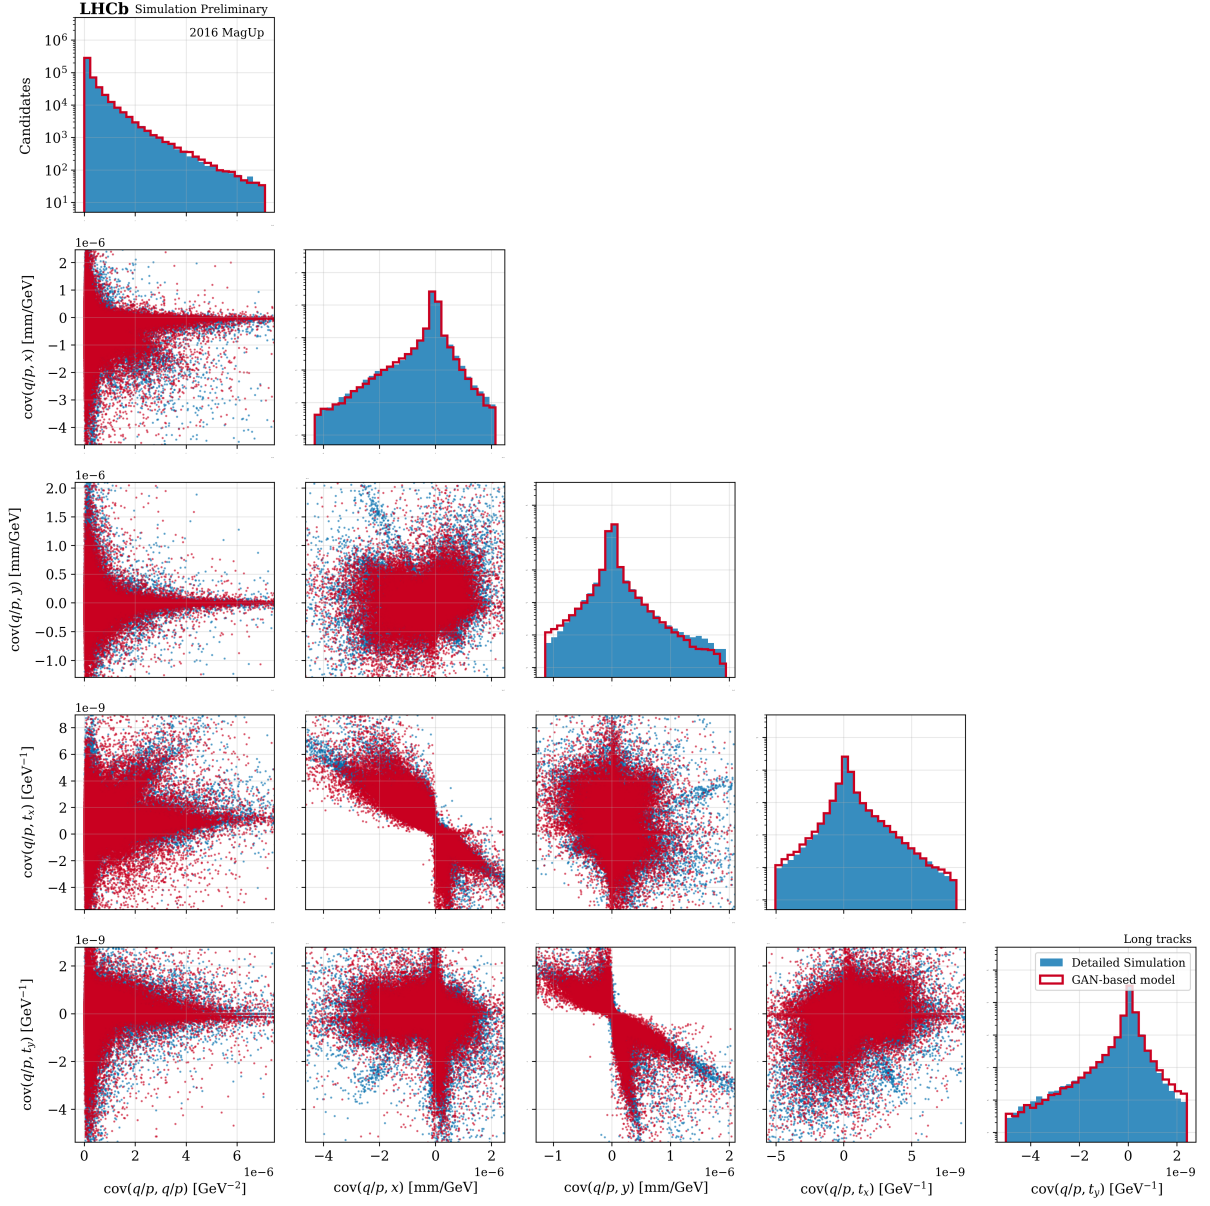 LHCb Simulation Preliminary
2016 MagUp
10⁶
10⁵
10⁴
10³
10²
10¹
Candidates
1e−6
2
1
0
−1
−2
−3
−4
cov(q/p, x) [mm/GeV]
1e−6
2.0
1.5
1.0
0.5
0.0
−0.5
−1.0
cov(q/p, y) [mm/GeV]
1e−9
8
6
4
2
0
−2
−4
cov(q/p, tₓ) [GeV⁻¹]
Long tracks
Detailed Simulation
GAN-based model
1e−9
2
0
−2
−4
cov(q/p, t_y) [GeV⁻¹]
0 2 4 6 −4 −2 0 2 −1 0 1 2 −5 0 5 −4 −2 0 2
1e−6 1e−6 1e−6 1e−9 1e−9
cov(q/p, q/p) [GeV⁻²] cov(q/p, x) [mm/GeV] cov(q/p, y) [mm/GeV] cov(q/p, tₓ) [GeV⁻¹] cov(q/p, t_y) [GeV⁻¹]